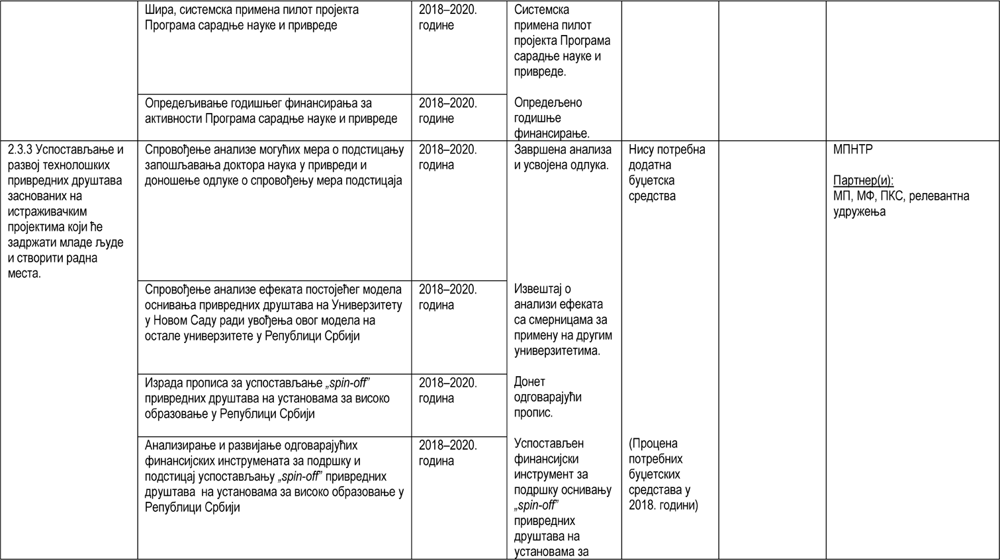 Шира, системска примена пилот пројекта
Програма сарадње науке и привреде
2018–2020.
године
Системска
примена пилот
пројекта Програма
сарадње науке и
привреде.
Опредељивање годишњег финансирања за
активности Програма сарадње науке и привреде
2018–2020.
године
Опредељено
годишње
финансирање.
2.3.3 Успостављање и
развој технолошких
привредних друштава
заснованих на
истраживачким
пројектима који ће
задржати младе људе
и створити радна
места.
Спровођење анализе могућих мера о подстицању
запошљавања доктора наука у привреди и
доношење одлуке о спровођењу мера подстицаја
2018–2020.
година
Завршена анализа
и усвојена одлука.
Нису потребна
додатна
буџетска
средства
МПНТР
Партнер(и):
МП, МФ, ПКС, релевантна
удружења
Спровођење анализе ефеката постојећег модела
оснивања привредних друштава на Универзитету
у Новом Саду ради увођења овог модела на
остале универзитете у Републици Србији
2018–2020.
година
Извештај о
анализи ефеката
са смерницама за
примену на другим
универзитетима.
Израда прописа за успостављање „spin-off”
привредних друштава на установама за високо
образовање у Републици Србији
2018–2020.
година
Донет
одговарајући
пропис.
Анализирање и развијање одговарајућих
финансијских инструмената за подршку и
подстицај успостављању „spin-off” привредних
друштава  на установама за високо образовање у
Републици Србији
2018–2020.
година
Успостављен
финансијски
инструмент за
подршку оснивању
„spin-off”
привредних
друштава на
установама за
(Процена
потребних
буџетских
средстава у
2018. години)